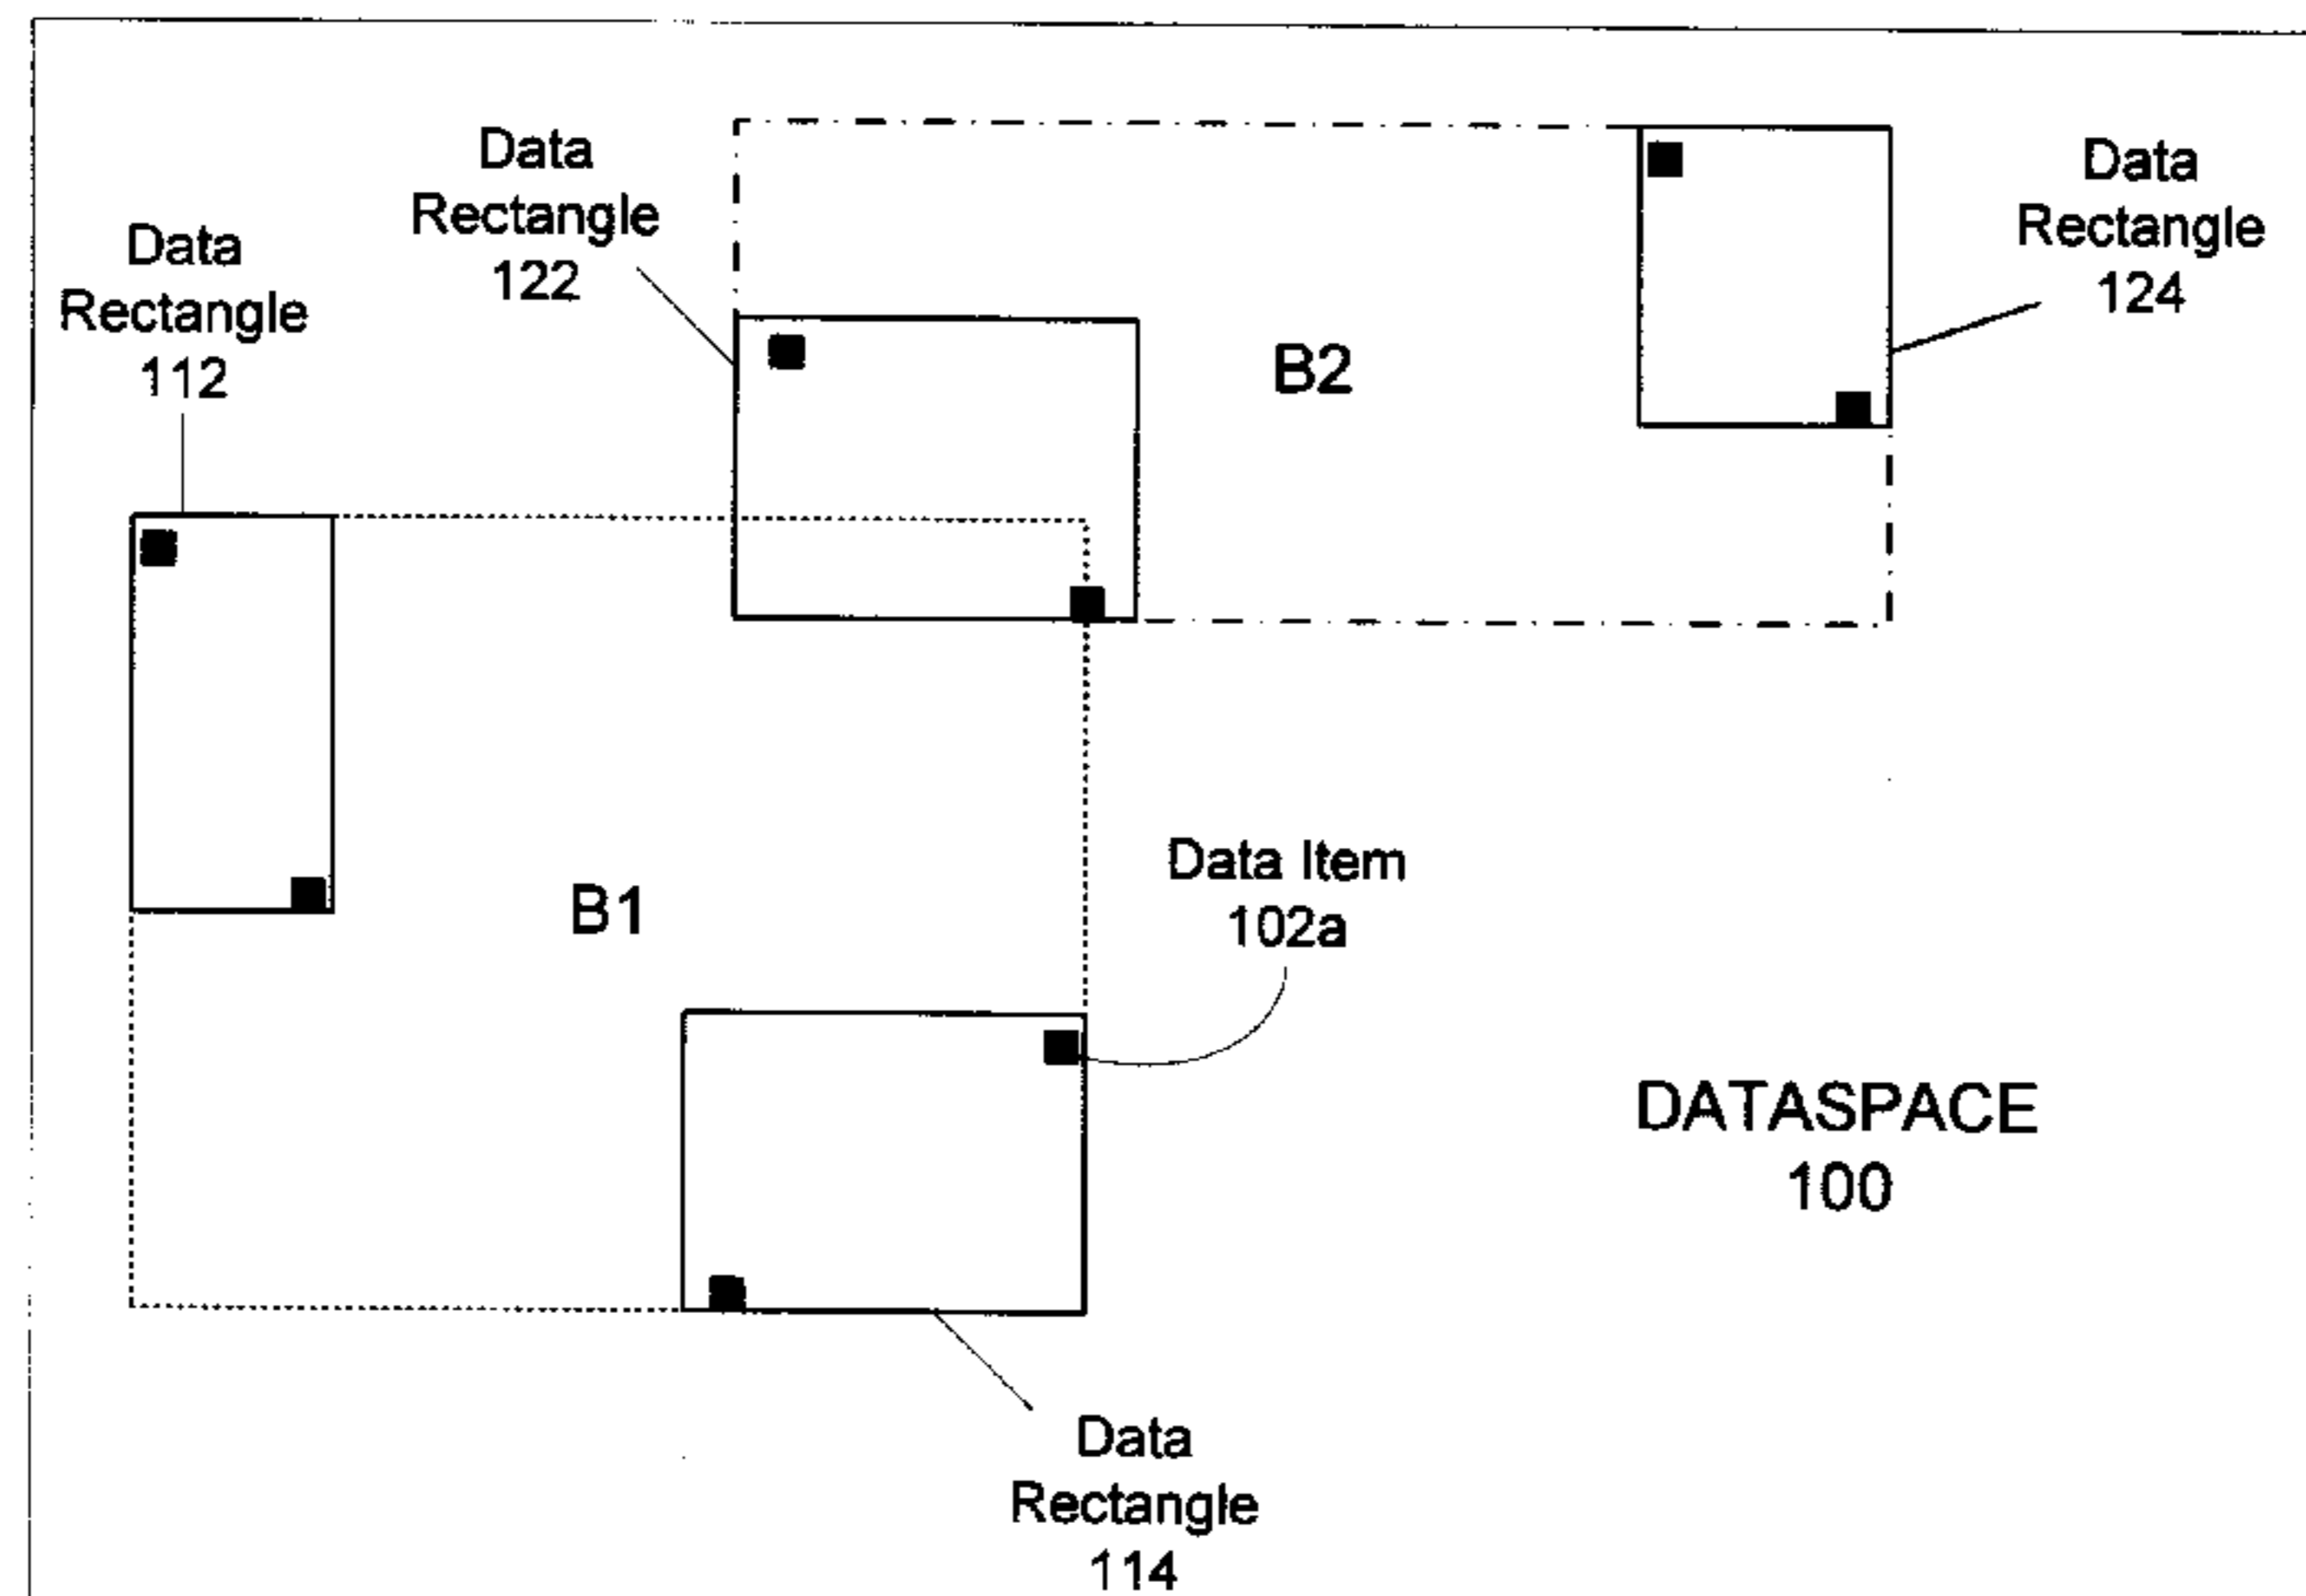 Data
Rectangle
122
Data
Rectangle
124
Data
Rectangle
112
B2
B1
Data Item
102a
DATASPACE
100
Data
Rectangle
114